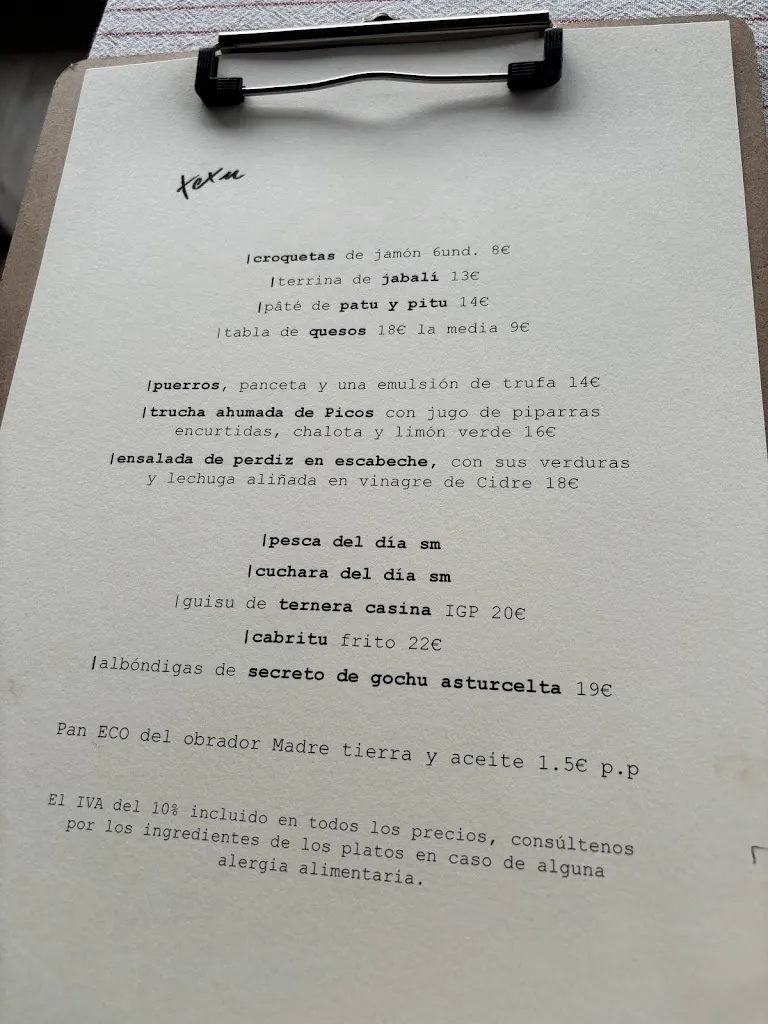 xexu
|croquetas de jamón 6und. 8€
|terrina de jabalí 13€
|pâté de patu y pitu 14€
|tabla de quesos 18€ la media 9€
|puerros, panceta y una emulsión de trufa 14€
|trucha ahumada de Picos con jugo de piparras
encurtidas, chalota y limón verde 16€
|ensalada de perdiz en escabeche, con sus verduras
y lechuga aliñada en vinagre de Cidre 18€
|pesca del día sm
|cuchara del día sm
|guisu de ternera casina IGP 20€
|cabritu frito 22€
|albóndigas de secreto de gochu asturcelta 19€
Pan ECO del obrador Madre tierra y aceite 1.5€ p.p
El IVA del 10% incluido en todos los precios, consúltenos
por los ingredientes de los platos en caso de alguna
alergia alimentaria.